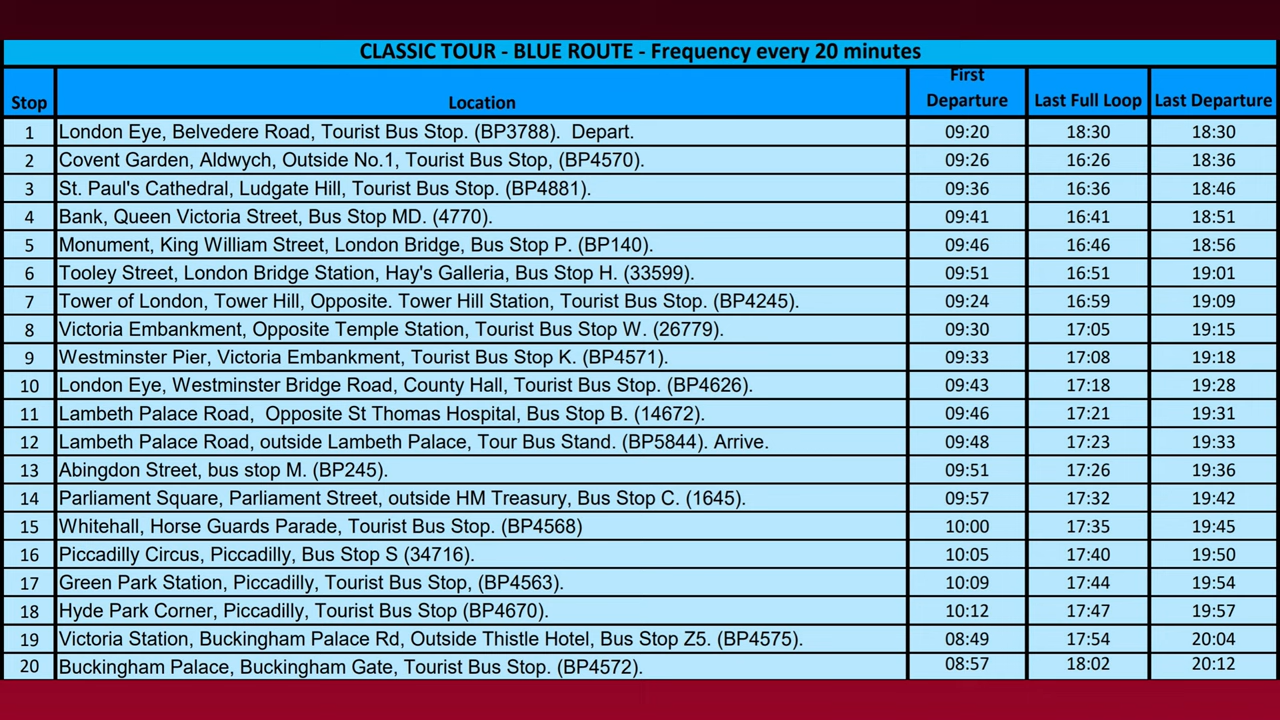 CLASSIC TOUR - BLUE ROUTE - Frequency every 20 minutes
Stop Location First Departure Last Full Loop Last Departure
1 London Eye, Belvedere Road, Tourist Bus Stop. (BP3788). Depart. 09:20 18:30 18:30
2 Covent Garden, Aldwych, Outside No.1, Tourist Bus Stop, (BP4570). 09:26 16:26 18:36
3 St. Paul's Cathedral, Ludgate Hill, Tourist Bus Stop. (BP4881). 09:36 16:36 18:46
4 Bank, Queen Victoria Street, Bus Stop MD. (4770). 09:41 16:41 18:51
5 Monument, King William Street, London Bridge, Bus Stop P. (BP140). 09:46 16:46 18:56
6 Tooley Street, London Bridge Station, Hay's Galleria, Bus Stop H. (33599). 09:51 16:51 19:01
7 Tower of London, Tower Hill, Opposite. Tower Hill Station, Tourist Bus Stop. (BP4245). 09:24 16:59 19:09
8 Victoria Embankment, Opposite Temple Station, Tourist Bus Stop W. (26779). 09:30 17:05 19:15
9 Westminster Pier, Victoria Embankment, Tourist Bus Stop K. (BP4571). 09:33 17:08 19:18
10 London Eye, Westminster Bridge Road, County Hall, Tourist Bus Stop. (BP4626). 09:43 17:18 19:28
11 Lambeth Palace Road, Opposite St Thomas Hospital, Bus Stop B. (14672). 09:46 17:21 19:31
12 Lambeth Palace Road, outside Lambeth Palace, Tour Bus Stand. (BP5844). Arrive. 09:48 17:23 19:33
13 Abingdon Street, bus stop M. (BP245). 09:51 17:26 19:36
14 Parliament Square, Parliament Street, outside HM Treasury, Bus Stop C. (1645). 09:57 17:32 19:42
15 Whitehall, Horse Guards Parade, Tourist Bus Stop. (BP4568) 10:00 17:35 19:45
16 Piccadilly Circus, Piccadilly, Bus Stop S (34716). 10:05 17:40 19:50
17 Green Park Station, Piccadilly, Tourist Bus Stop, (BP4563). 10:09 17:44 19:54
18 Hyde Park Corner, Piccadilly, Tourist Bus Stop (BP4670). 10:12 17:47 19:57
19 Victoria Station, Buckingham Palace Rd, Outside Thistle Hotel, Bus Stop Z5. (BP4575). 08:49 17:54 20:04
20 Buckingham Palace, Buckingham Gate, Tourist Bus Stop. (BP4572). 08:57 18:02 20:12